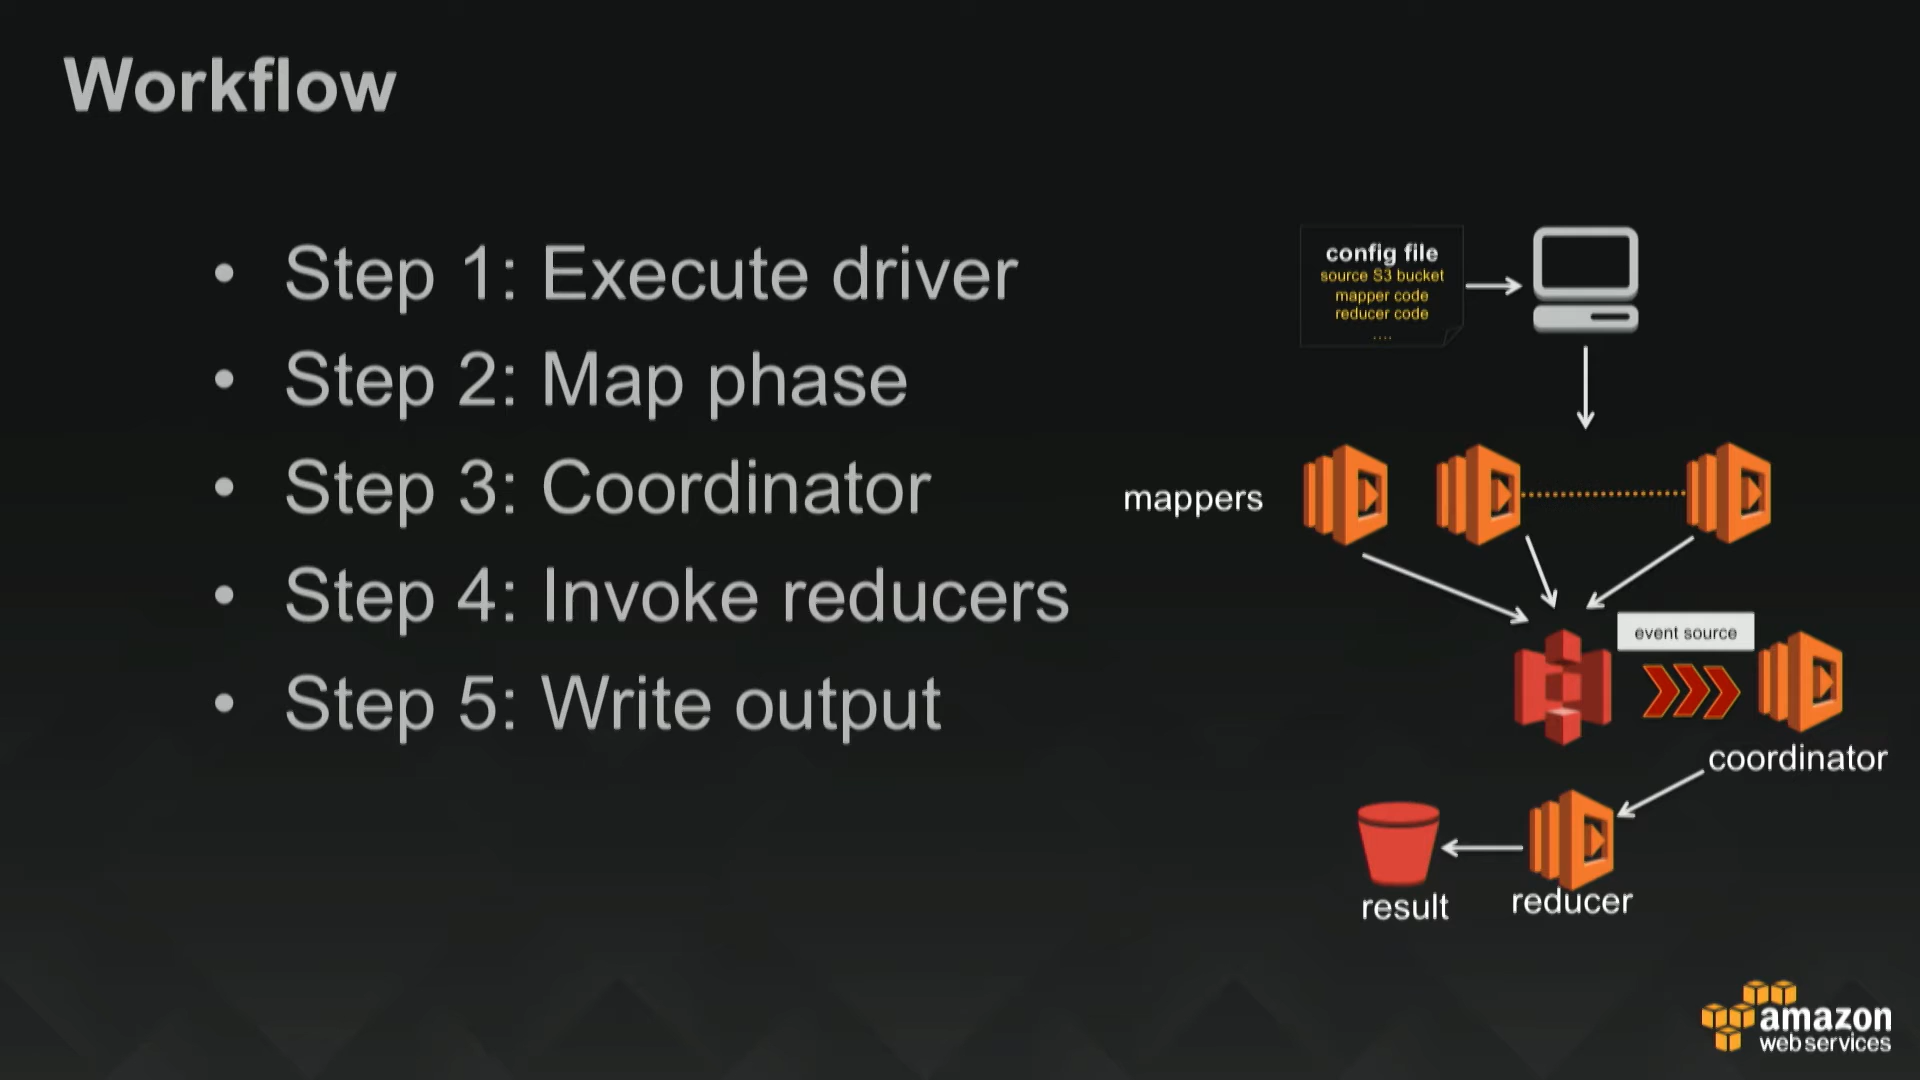 Workflow
• Step 1: Execute driver
• Step 2: Map phase
• Step 3: Coordinator
• Step 4: Invoke reducers
• Step 5: Write output
config file
source S3 bucket
mapper code
reducer code
....
mappers
event source
coordinator
result
reducer
amazon
web services